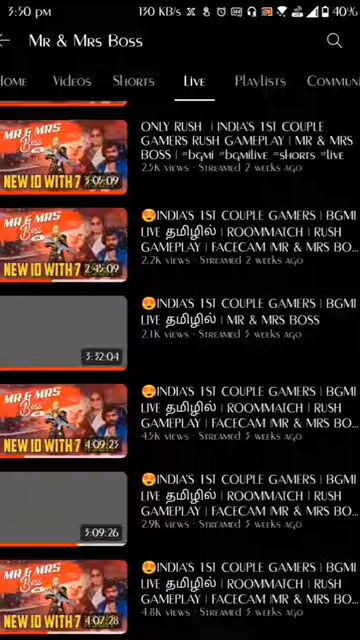 3:50 pm 130 KB/s 40%
Mr & Mrs Boss
Home Videos Shorts Live Playlists Commun
ONLY RUSH | INDIA'S 1ST COUPLE
GAMERS RUSH GAMEPLAY | MR & MRS
BOSS | #bgmi #bgmilive #shorts #live
2.5K views · Streamed 2 weeks ago
MR & MRS
Boss
NEW ID WITH 7
3:05:09
😍INDIA'S 1ST COUPLE GAMERS | BGMI
LIVE தமிழில் | ROOMMATCH | RUSH
GAMEPLAY | FACECAM |MR & MRS BO...
2.2K views · Streamed 2 weeks ago
MR & MRS
Boss
NEW ID WITH 7
2:45:09
😍INDIA'S 1ST COUPLE GAMERS | BGMI
LIVE தமிழில் | MR & MRS BOSS
2.1K views · Streamed 3 weeks ago
3:32:04
😍INDIA'S 1ST COUPLE GAMERS | BGMI
LIVE தமிழில் | ROOMMATCH | RUSH
GAMEPLAY | FACECAM |MR & MRS BO...
4.5K views · Streamed 3 weeks ago
MR & MRS
Boss
NEW ID WITH 7
4:09:23
😍INDIA'S 1ST COUPLE GAMERS | BGMI
LIVE தமிழில் | ROOMMATCH | RUSH
GAMEPLAY | FACECAM |MR & MRS BO...
2.9K views · Streamed 3 weeks ago
3:09:26
😍INDIA'S 1ST COUPLE GAMERS | BGMI
LIVE தமிழில் | ROOMMATCH | RUSH
GAMEPLAY | FACECAM |MR & MRS BO...
4.8K views · Streamed 3 weeks ago
MR & MRS
Boss
NEW ID WITH 7
4:07:28